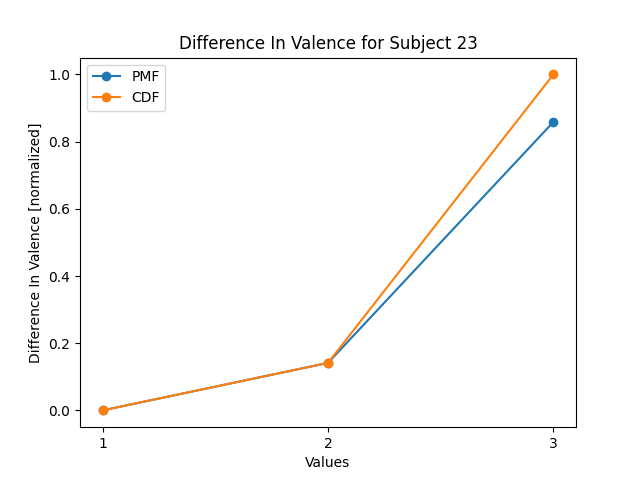 Difference In Valence for Subject 23
PMF
CDF
Difference In Valence [normalized]
1.0
0.8
0.6
0.4
0.2
0.0
1 2 3
Values